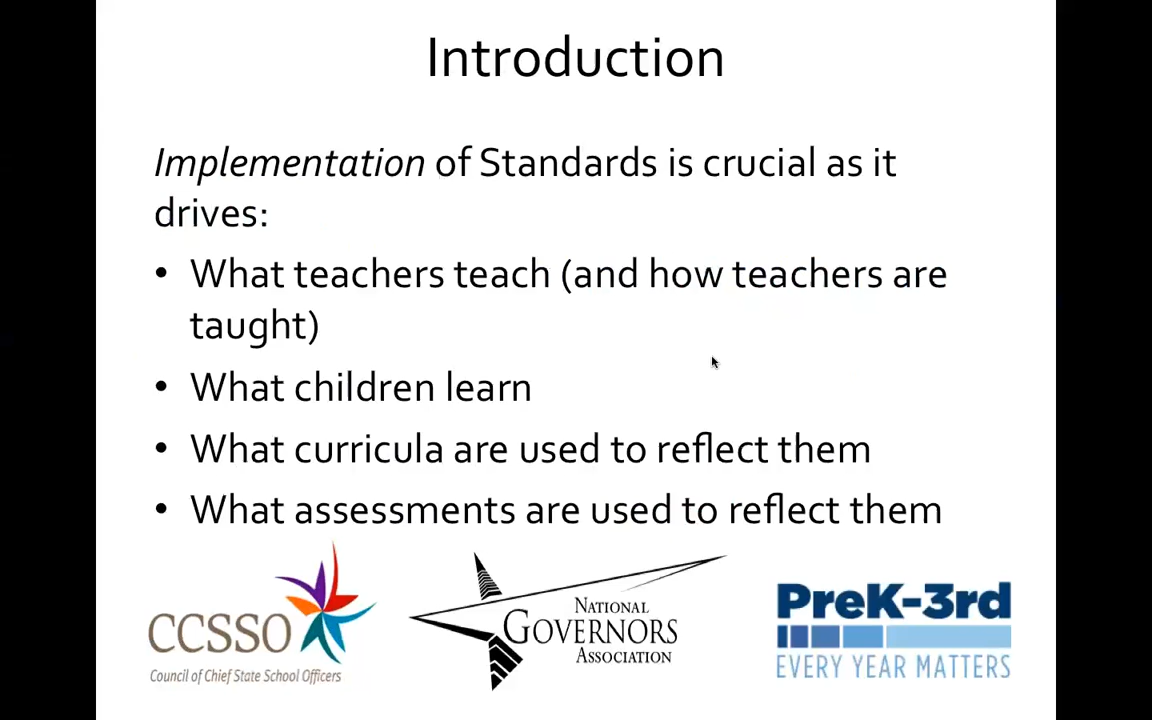 Introduction
Implementation of Standards is crucial as it
drives:
• What teachers teach (and how teachers are
taught)
• What children learn
• What curricula are used to reflect them
• What assessments are used to reflect them
CCSSO
Council of Chief State School Officers
NATIONAL
GOVERNORS
ASSOCIATION
PreK-3rd
EVERY YEAR MATTERS